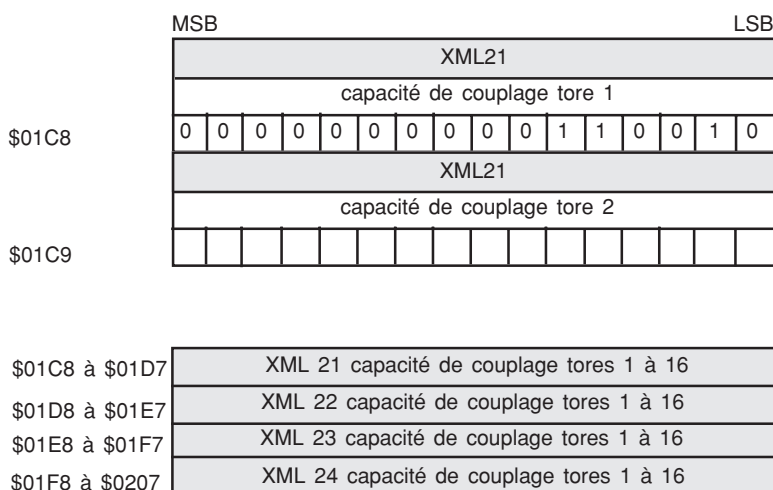 MSB LSB
XML21
capacité de couplage tore 1
$01C8 0 0 0 0 0 0 0 0 0 0 1 1 0 0 1 0
XML21
capacité de couplage tore 2
$01C9
$01C8 à $01D7 XML 21 capacité de couplage tores 1 à 16
$01D8 à $01E7 XML 22 capacité de couplage tores 1 à 16
$01E8 à $01F7 XML 23 capacité de couplage tores 1 à 16
$01F8 à $0207 XML 24 capacité de couplage tores 1 à 16